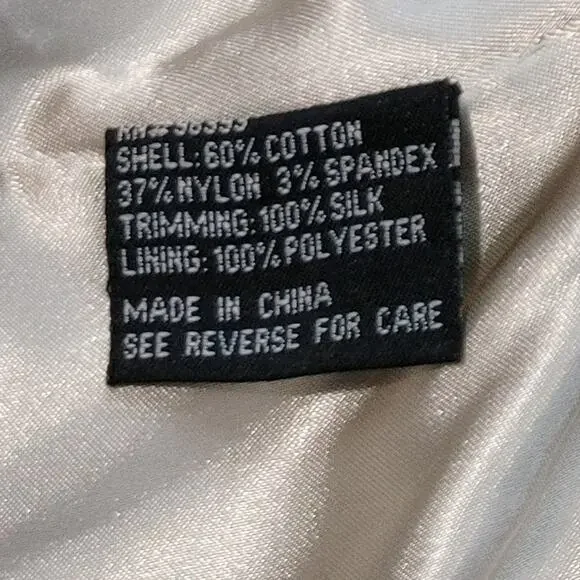 SHELL: 60% COTTON
37% NYLON 3% SPANDEX
TRIMMING: 100% SILK
LINING: 100% POLYESTER
MADE IN CHINA
SEE REVERSE FOR CARE